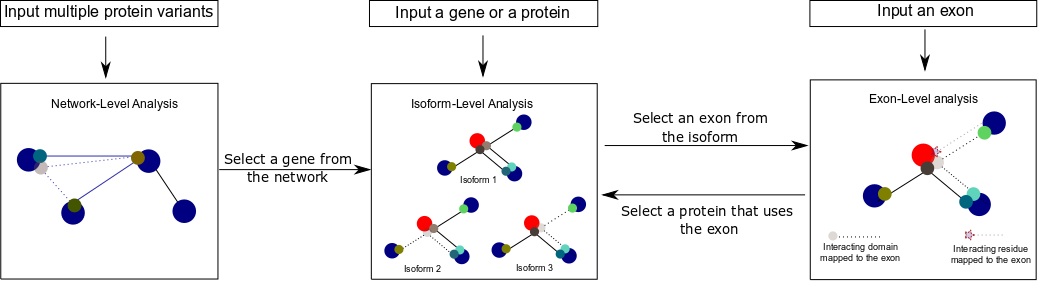 Input multiple protein variants
Input a gene or a protein
Input an exon
Network-Level Analysis
Select a gene from
the network
Isoform-Level Analysis
Isoform 1
Isoform 2
Isoform 3
Select an exon from
the isoform
Select a protein that uses
the exon
Exon-Level analysis
Interacting domain
mapped to the exon
Interacting residue
mapped to the exon